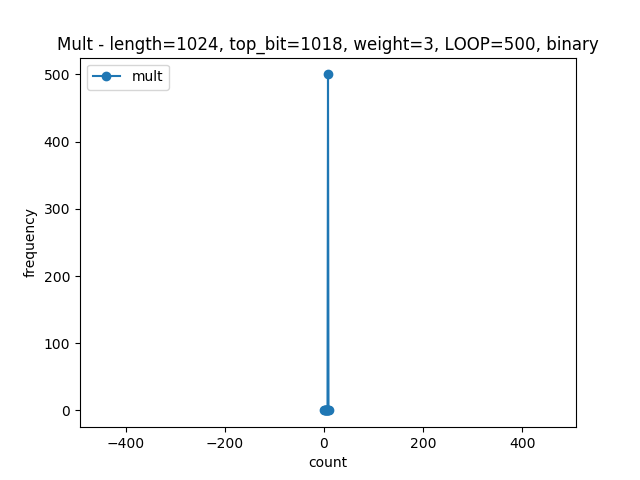 Mult - length=1024, top_bit=1018, weight=3, LOOP=500, binary
mult
500
400
300
200
100
0
frequency
−400
−200
0
200
400
count